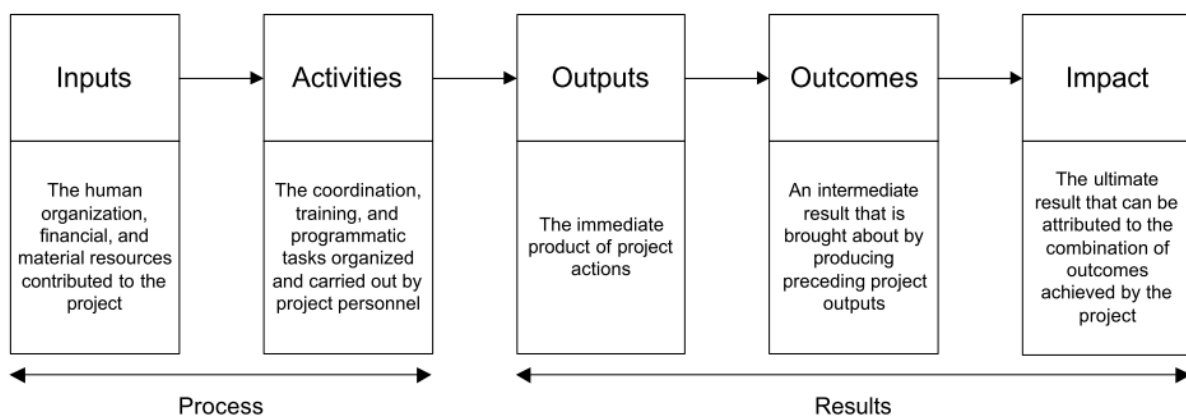 Inputs
Activities
Outputs
Outcomes
Impact
The human
organization,
financial, and
material resources
contributed to the
project
The coordination,
training, and
programmatic
tasks organized
and carried out by
project personnel
The immediate
product of project
actions
An intermediate
result that is
brought about by
producing
preceding project
outputs
The ultimate
result that can be
attributed to the
combination of
outcomes
achieved by the
project
Process
Results